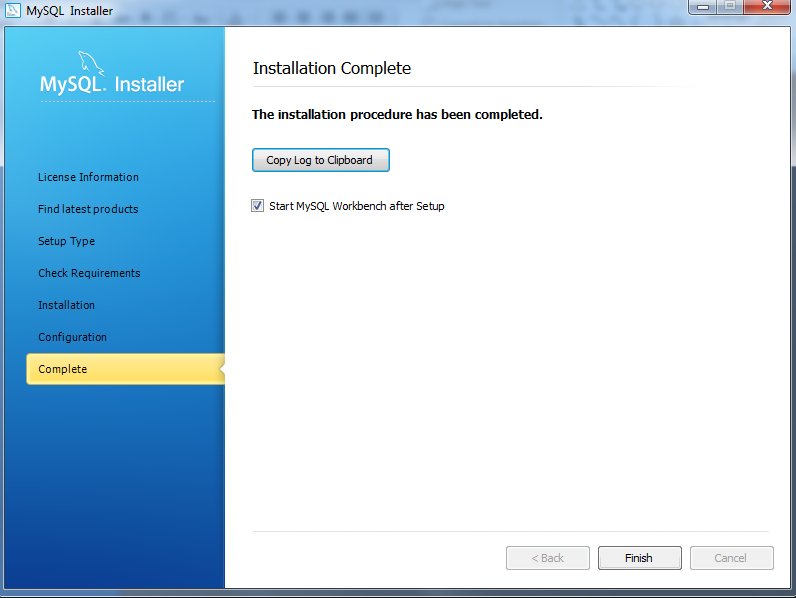 MySQL Installer
MySQL. Installer
License Information
Find latest products
Setup Type
Check Requirements
Installation
Configuration
Complete
Installation Complete
The installation procedure has been completed.
Copy Log to Clipboard
Start MySQL Workbench after Setup
< Back
Finish
Cancel